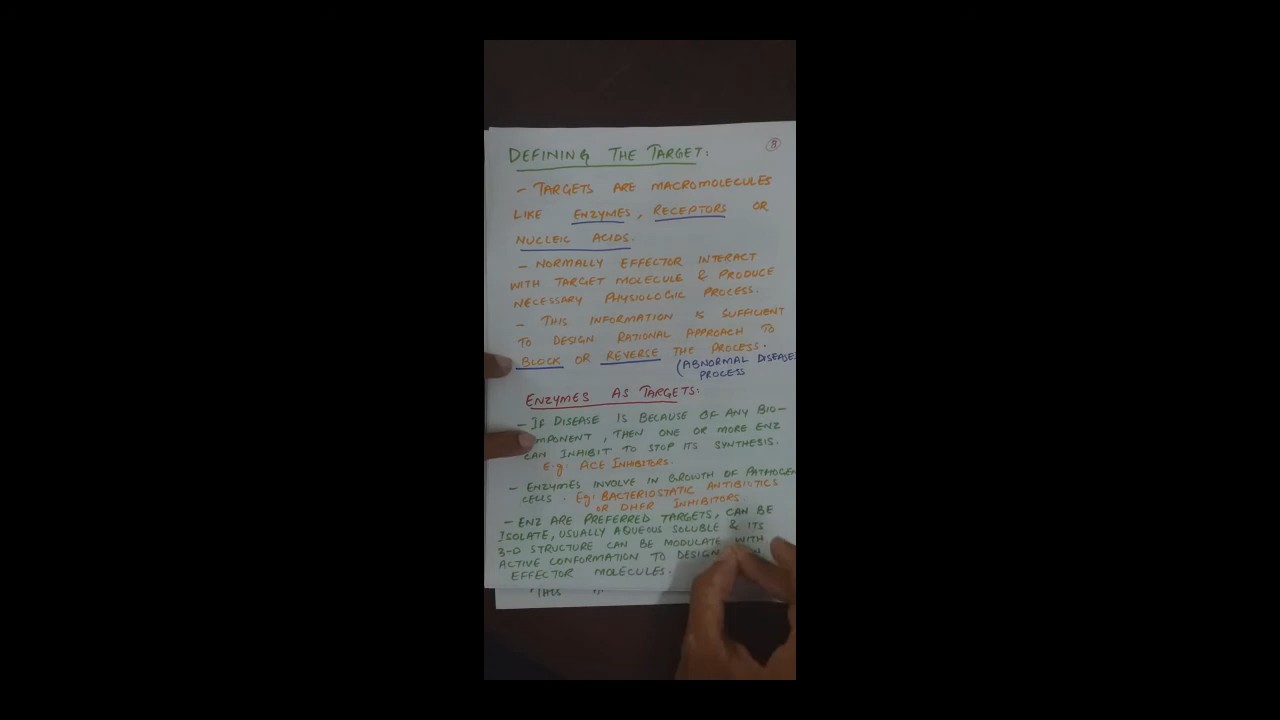 DEFINING THE TARGET:
8
- TARGETS ARE MACROMOLECULES
LIKE ENZYMES, RECEPTORS OR
NUCLEIC ACIDS.
- NORMALLY EFFECTOR INTERACT
WITH TARGET MOLECULE & PRODUCE
NECESSARY PHYSIOLOGIC PROCESS.
- THIS INFORMATION IS SUFFICIENT
TO DESIGN RATIONAL APPROACH TO
BLOCK OR REVERSE THE PROCESS.
(ABNORMAL DISEASES
PROCESS
ENZYMES AS TARGETS:
- IF DISEASE IS BECAUSE OF ANY BIO-
OMPONENT, THEN ONE OR MORE ENZ
CAN INHIBIT TO STOP ITS SYNTHESIS.
E.g: ACE INHIBITORS.
- ENZYMES INVOLVE IN GROWTH OF PATHOGEN
CELLS. Eg: BACTERIOSTATIC ANTIBIOTICS
OR DHFR INHIBITORS.
- ENZ ARE PREFERRED TARGETS, CAN BE
ISOLATE, USUALLY AQUEOUS SOLUBLE & ITS
3-D STRUCTURE CAN BE MODULATE WITH
ACTIVE CONFORMATION TO DESIGN
EFFECTOR MOLECULES.